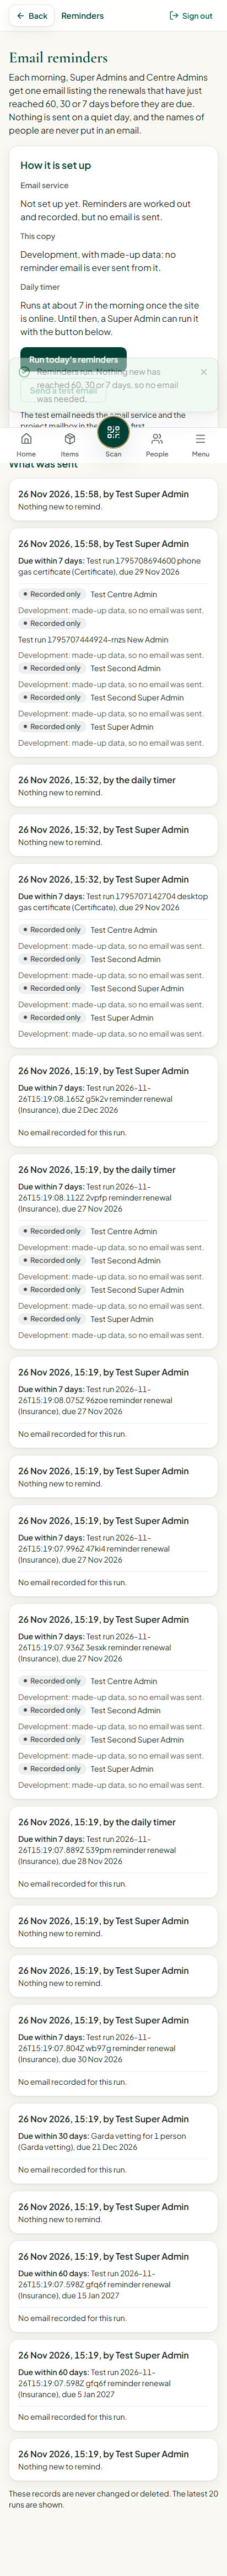 Back
Reminders
Sign out
Email reminders
Each morning, Super Admins and Centre Admins
get one email listing the renewals that have just
reached 60, 30 or 7 days before they are due.
Nothing is sent on a quiet day, and the names of
people are never put in an email.
How it is set up
Email service
Not set up yet. Reminders are worked out
and recorded, but no email is sent.
This copy
Development, with made-up data: no
reminder email is ever sent from it.
Daily timer
Runs at about 7 in the morning once the site
is online. Until then, a Super Admin can run it
with the button below.
Run today's reminders
Reminders run. Nothing new has
reached 60, 30 or 7 days, so no email
was needed.
Send a test email
The test email needs the email service and the
project mailbox in the first
Home
Items
Scan
People
Menu
What was sent
26 Nov 2026, 15:58, by Test Super Admin
Nothing new to remind.
26 Nov 2026, 15:58, by Test Super Admin
Due within 7 days: Test run 1795708694600 phone
gas certificate (Certificate), due 29 Nov 2026
Recorded only Test Centre Admin
Development: made-up data, so no email was sent.
Recorded only
Test run 1795707444924-rnzs New Admin
Development: made-up data, so no email was sent.
Recorded only Test Second Admin
Development: made-up data, so no email was sent.
Recorded only Test Second Super Admin
Development: made-up data, so no email was sent.
Recorded only Test Super Admin
Development: made-up data, so no email was sent.
26 Nov 2026, 15:32, by the daily timer
Nothing new to remind.
26 Nov 2026, 15:32, by Test Super Admin
Nothing new to remind.
26 Nov 2026, 15:32, by Test Super Admin
Due within 7 days: Test run 1795707142704 desktop
gas certificate (Certificate), due 29 Nov 2026
Recorded only Test Centre Admin
Development: made-up data, so no email was sent.
Recorded only Test Second Admin
Development: made-up data, so no email was sent.
Recorded only Test Second Super Admin
Development: made-up data, so no email was sent.
Recorded only Test Super Admin
Development: made-up data, so no email was sent.
26 Nov 2026, 15:19, by Test Super Admin
Due within 7 days: Test run 2026-11-
26T15:19:08.165Z g5k2v reminder renewal
(Insurance), due 2 Dec 2026
No email recorded for this run.
26 Nov 2026, 15:19, by the daily timer
Due within 7 days: Test run 2026-11-
26T15:19:08.112Z 2vpfp reminder renewal
(Insurance), due 27 Nov 2026
Recorded only Test Centre Admin
Development: made-up data, so no email was sent.
Recorded only Test Second Admin
Development: made-up data, so no email was sent.
Recorded only Test Second Super Admin
Development: made-up data, so no email was sent.
Recorded only Test Super Admin
Development: made-up data, so no email was sent.
26 Nov 2026, 15:19, by Test Super Admin
Due within 7 days: Test run 2026-11-
26T15:19:08.075Z 96zoe reminder renewal
(Insurance), due 27 Nov 2026
No email recorded for this run.
26 Nov 2026, 15:19, by Test Super Admin
Nothing new to remind.
26 Nov 2026, 15:19, by Test Super Admin
Due within 7 days: Test run 2026-11-
26T15:19:07.996Z 47ki4 reminder renewal
(Insurance), due 27 Nov 2026
No email recorded for this run.
26 Nov 2026, 15:19, by Test Super Admin
Due within 7 days: Test run 2026-11-
26T15:19:07.936Z 3esxk reminder renewal
(Insurance), due 27 Nov 2026
Recorded only Test Centre Admin
Development: made-up data, so no email was sent.
Recorded only Test Second Admin
Development: made-up data, so no email was sent.
Recorded only Test Second Super Admin
Development: made-up data, so no email was sent.
Recorded only Test Super Admin
Development: made-up data, so no email was sent.
26 Nov 2026, 15:19, by the daily timer
Due within 7 days: Test run 2026-11-
26T15:19:07.889Z 539pm reminder renewal
(Insurance), due 28 Nov 2026
No email recorded for this run.
26 Nov 2026, 15:19, by Test Super Admin
Nothing new to remind.
26 Nov 2026, 15:19, by Test Super Admin
Nothing new to remind.
26 Nov 2026, 15:19, by Test Super Admin
Due within 7 days: Test run 2026-11-
26T15:19:07.804Z wb97g reminder renewal
(Insurance), due 30 Nov 2026
No email recorded for this run.
26 Nov 2026, 15:19, by Test Super Admin
Due within 30 days: Garda vetting for 1 person
(Garda vetting), due 21 Dec 2026
No email recorded for this run.
26 Nov 2026, 15:19, by Test Super Admin
Nothing new to remind.
26 Nov 2026, 15:19, by Test Super Admin
Due within 60 days: Test run 2026-11-
26T15:19:07.598Z gfq6f reminder renewal
(Insurance), due 15 Jan 2027
No email recorded for this run.
26 Nov 2026, 15:19, by Test Super Admin
Due within 60 days: Test run 2026-11-
26T15:19:07.598Z gfq6f reminder renewal
(Insurance), due 5 Jan 2027
No email recorded for this run.
26 Nov 2026, 15:19, by Test Super Admin
Nothing new to remind.
These records are never changed or deleted. The latest 20
runs are shown.